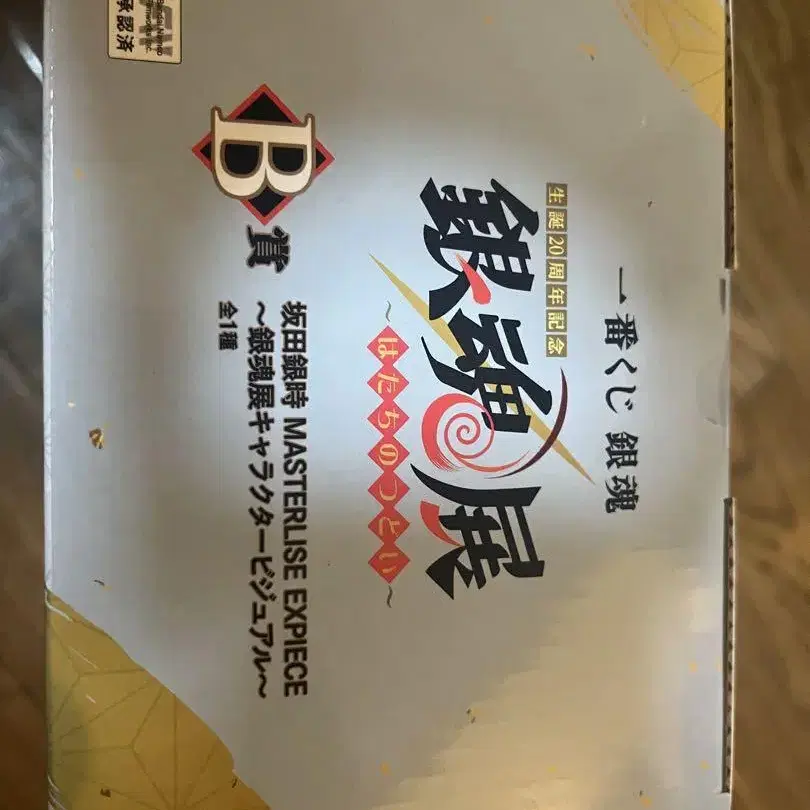 一番くじ 銀魂
生誕20周年記念
銀魂展
～はたちのつどい～
B賞
坂田銀時 MASTERLISE EXPIECE
～銀魂展キャラクタービジュアル～
全1種
承認済